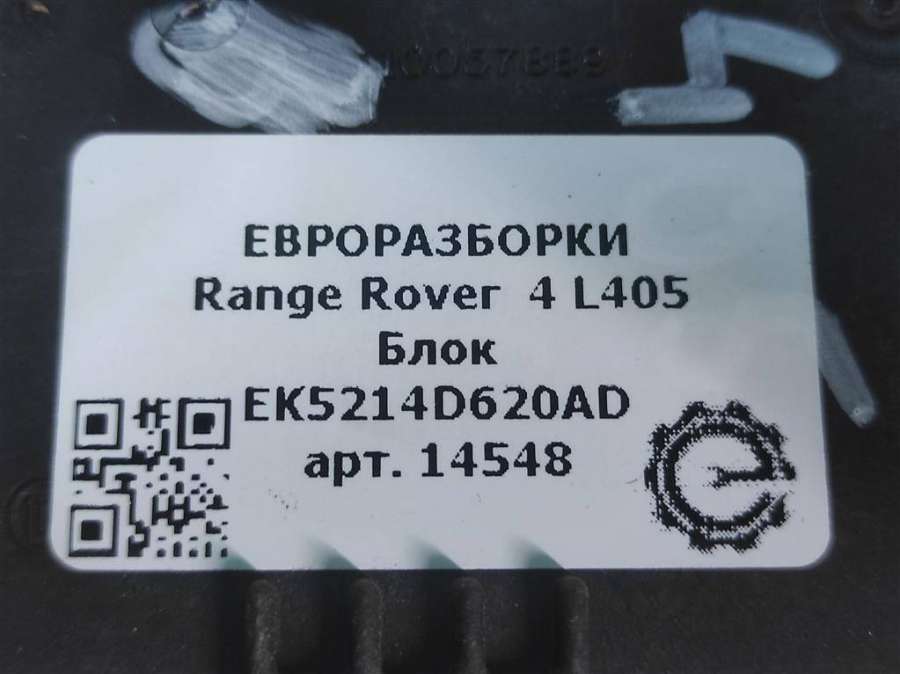 ЕВРОРАЗБОРКИ
Range Rover 4 L405
Блок
EK5214D620AD
арт. 14548